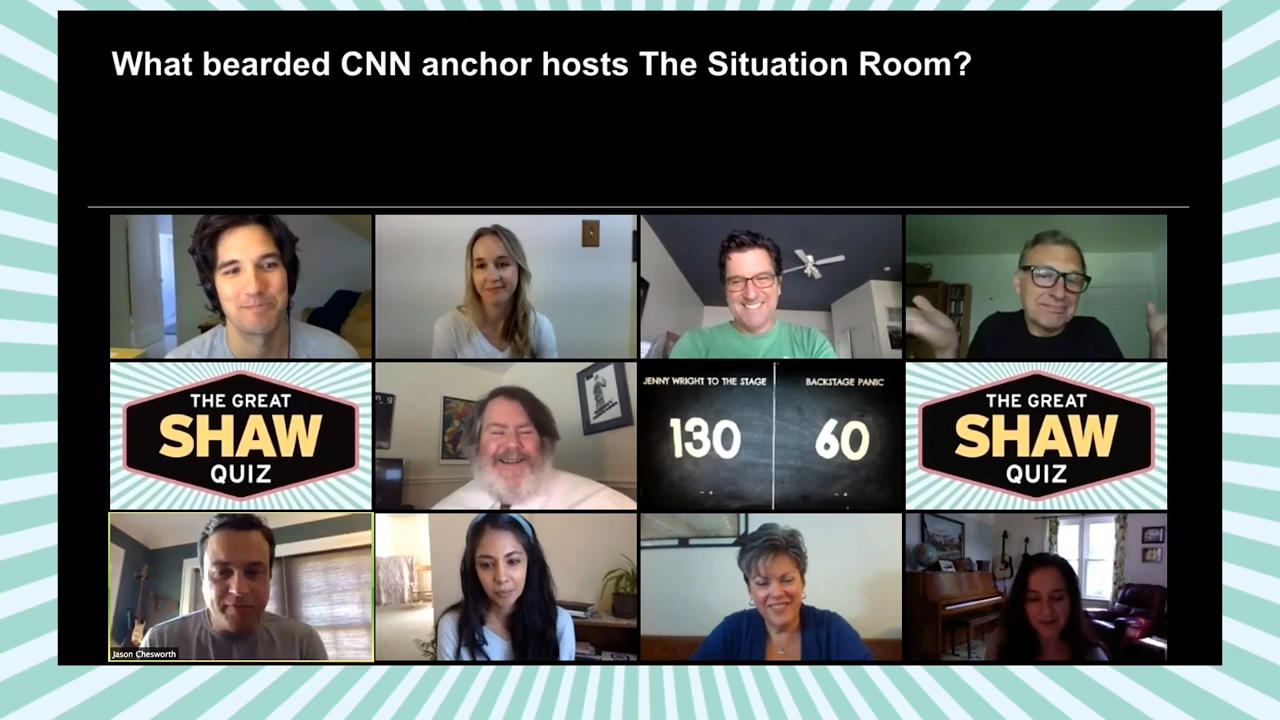 What bearded CNN anchor hosts The Situation Room?
THE GREAT
SHAW
QUIZ
JENNY WRIGHT TO THE STAGE
BACKSTAGE PANIC
130
60
THE GREAT
SHAW
QUIZ
Jason Chesworth